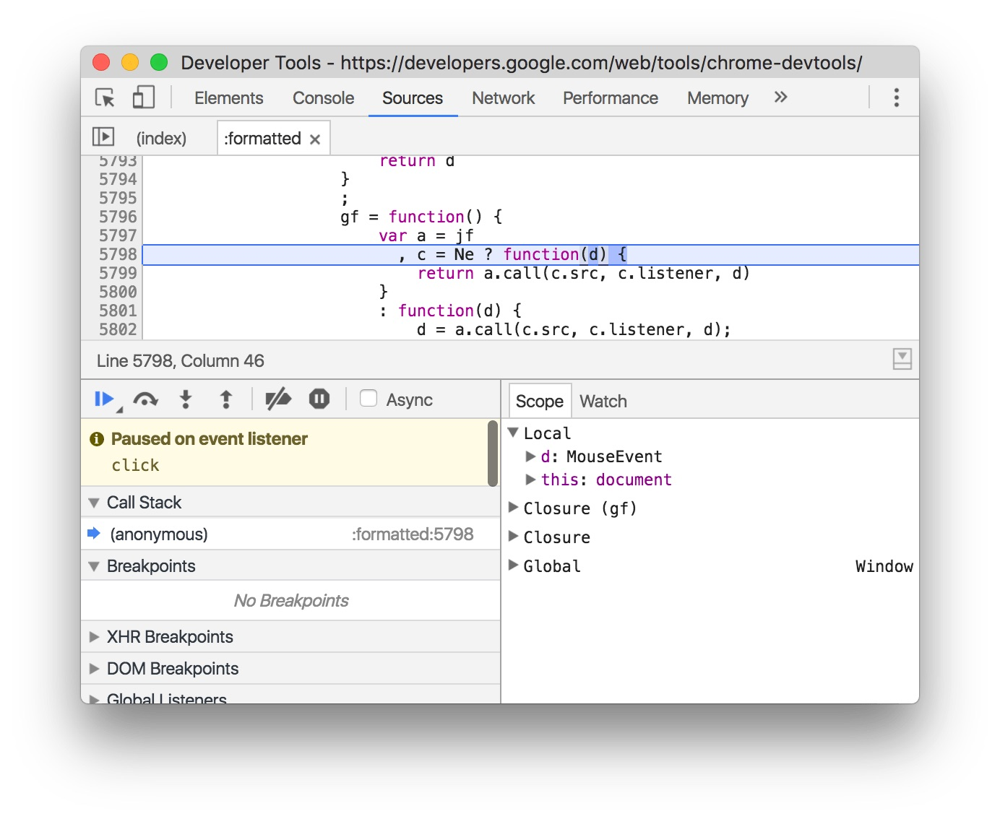 Developer Tools - https://developers.google.com/web/tools/chrome-devtools/
Elements Console Sources Network Performance Memory »
(index) :formatted ×
5793 return d
5794 }
5795 ;
5796 gf = function() {
5797 var a = jf
5798 , c = Ne ? function(d) {
5799 return a.call(c.src, c.listener, d)
5800 }
5801 : function(d) {
5802 d = a.call(c.src, c.listener, d);
Line 5798, Column 46
Async
Paused on event listener
click
Call Stack
(anonymous) :formatted:5798
Breakpoints
No Breakpoints
XHR Breakpoints
DOM Breakpoints
Global Listeners
Scope Watch
Local
d: MouseEvent
this: document
Closure (gf)
Closure
Global Window